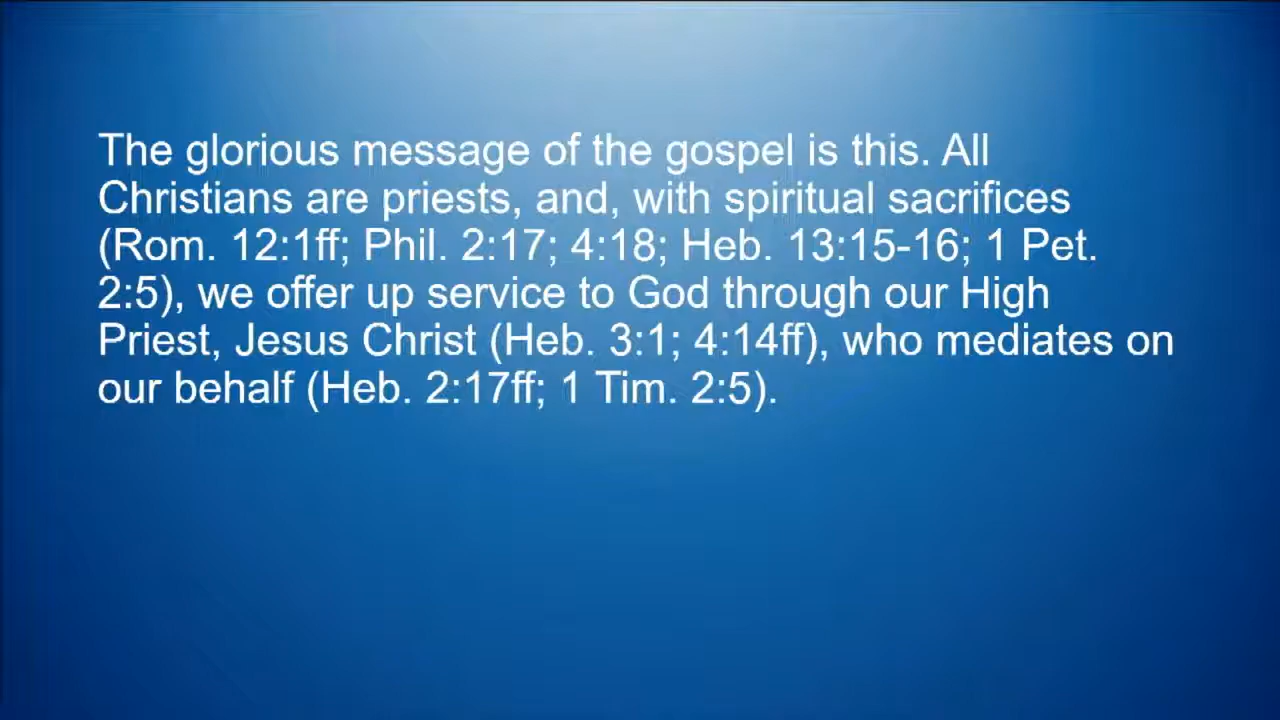 The glorious message of the gospel is this. All
Christians are priests, and, with spiritual sacrifices
(Rom. 12:1ff; Phil. 2:17; 4:18; Heb. 13:15-16; 1 Pet.
2:5), we offer up service to God through our High
Priest, Jesus Christ (Heb. 3:1; 4:14ff), who mediates on
our behalf (Heb. 2:17ff; 1 Tim. 2:5).